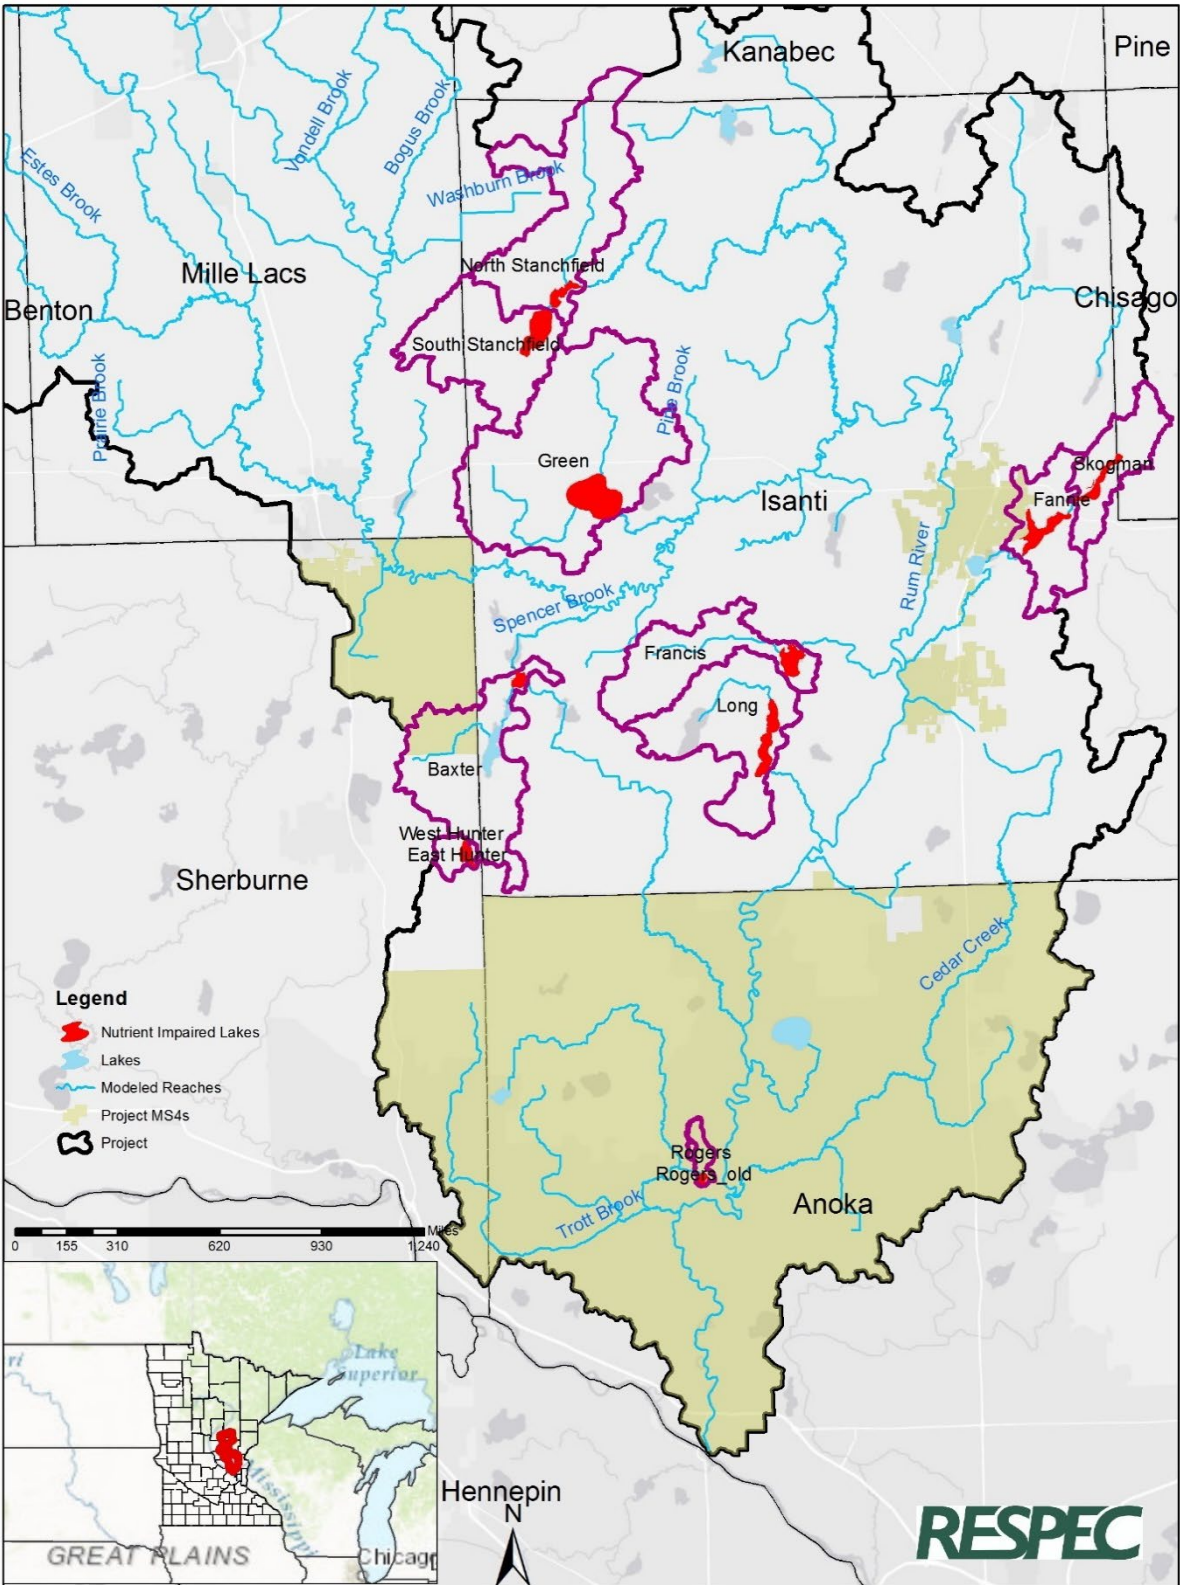 Kanabec
Pine
Vondell Brook
Bogus Brook
Estes Brook
Washburn Brook
North Stanchfield
Mille Lacs
Benton
Chisago
South Stanchfield
Prairie Brook
Pine Brook
Green
Skogman
Isanti
Fannie
Rum River
Spencer Brook
Francis
Long
Baxter
West Hunter
East Hunter
Sherburne
Cedar Creek
Legend
Nutrient Impaired Lakes
Lakes
Modeled Reaches
Project MS4s
Project
Rogers
Rogers_old
Anoka
Trott Brook
Miles
0 155 310 620 930 1,240
Lake
Superior
ri
Mississippi
GREAT PLAINS
Chicag
Hennepin
N
RESPEC